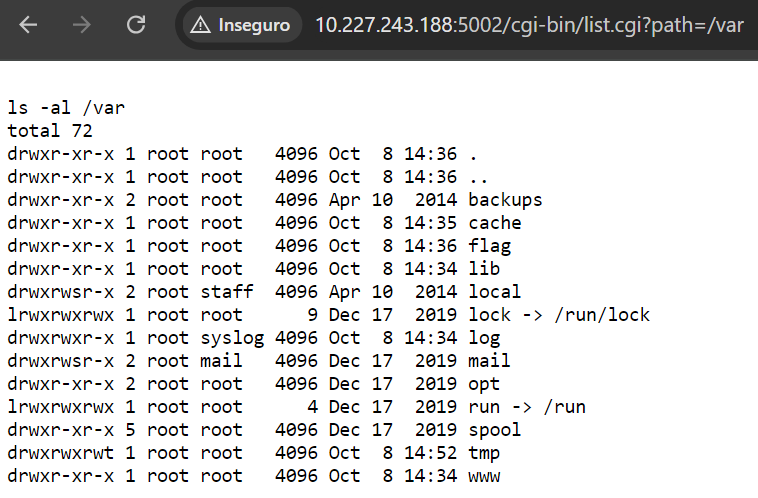 Inseguro 10.227.243.188:5002/cgi-bin/list.cgi?path=/var
ls -al /var
total 72
drwxr-xr-x 1 root root   4096 Oct  8 14:36 .
drwxr-xr-x 1 root root   4096 Oct  8 14:36 ..
drwxr-xr-x 2 root root   4096 Apr 10  2014 backups
drwxr-xr-x 1 root root   4096 Oct  8 14:35 cache
drwxr-xr-x 1 root root   4096 Oct  8 14:36 flag
drwxr-xr-x 1 root root   4096 Oct  8 14:34 lib
drwxrwsr-x 2 root staff  4096 Apr 10  2014 local
lrwxrwxrwx 1 root root      9 Dec 17  2019 lock -> /run/lock
drwxrwxr-x 1 root syslog 4096 Oct  8 14:34 log
drwxrwsr-x 2 root mail   4096 Dec 17  2019 mail
drwxr-xr-x 2 root root   4096 Dec 17  2019 opt
lrwxrwxrwx 1 root root      4 Dec 17  2019 run -> /run
drwxr-xr-x 5 root root   4096 Dec 17  2019 spool
drwxrwxrwt 1 root root   4096 Oct  8 14:52 tmp
drwxr-xr-x 1 root root   4096 Oct  8 14:34 www